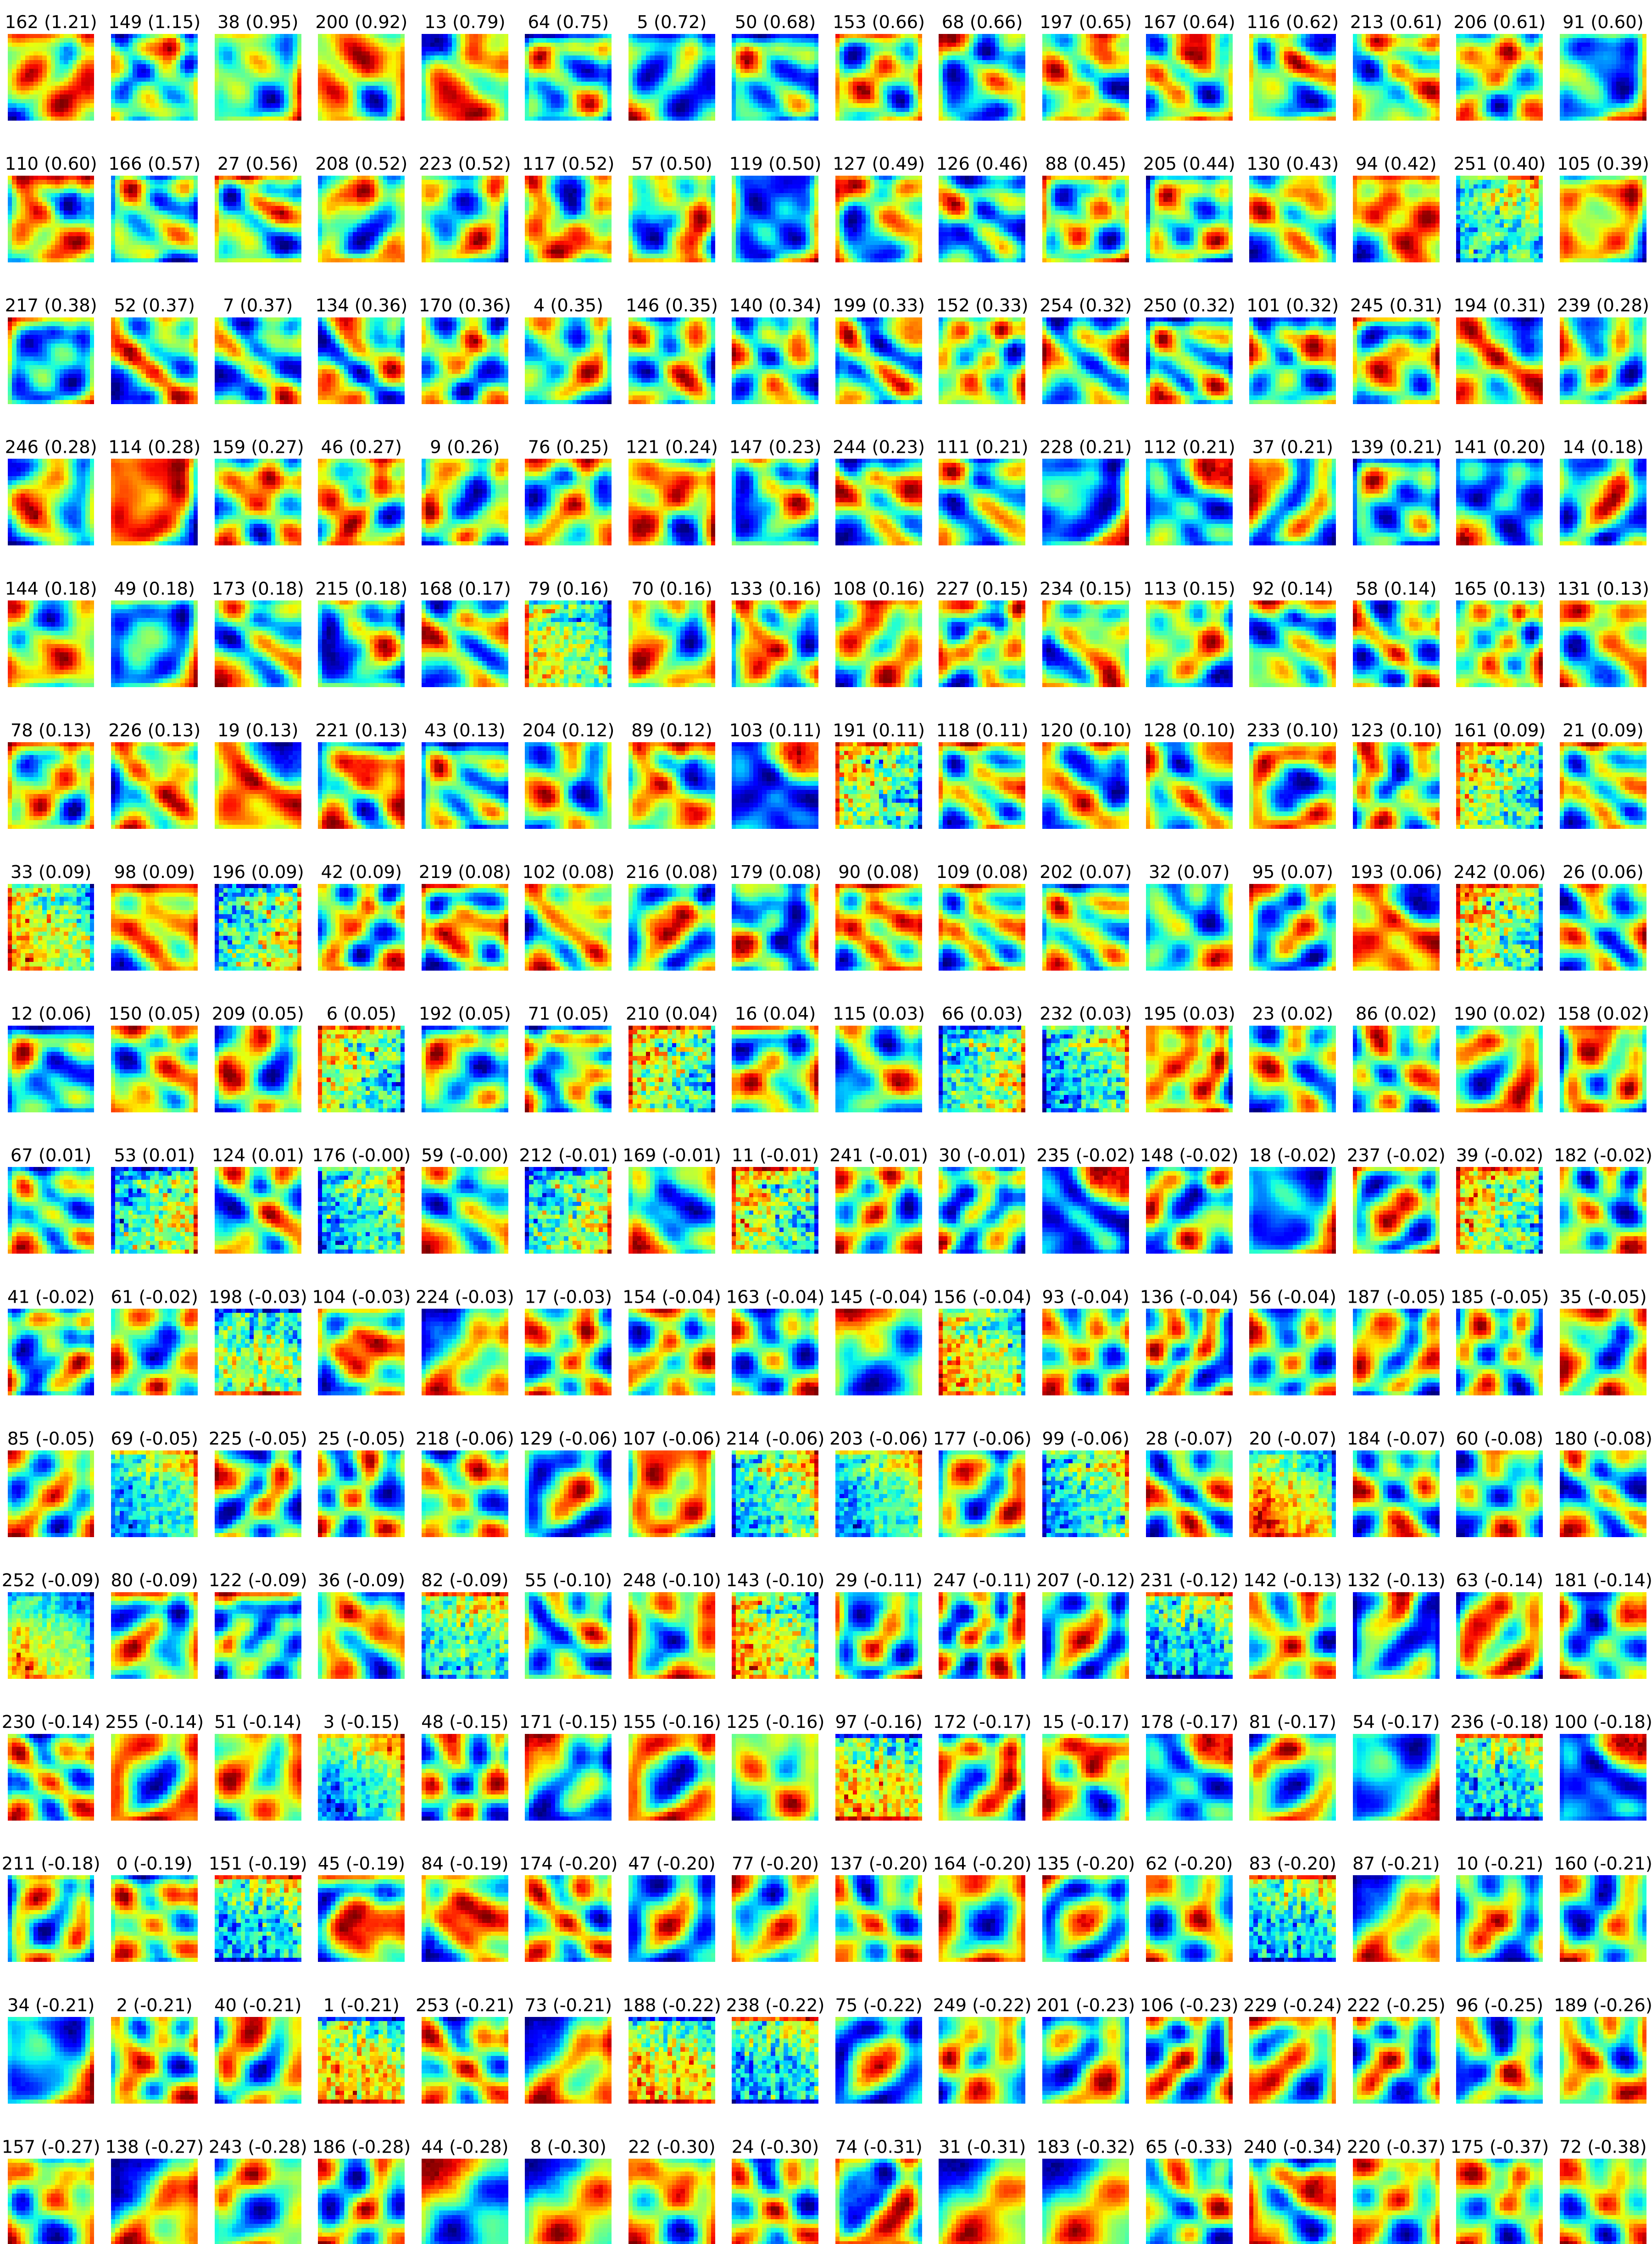 162 (1.21) 149 (1.15) 38 (0.95) 200 (0.92) 13 (0.79) 64 (0.75) 5 (0.72) 50 (0.68) 153 (0.66) 68 (0.66) 197 (0.65) 167 (0.64) 116 (0.62) 213 (0.61) 206 (0.61) 91 (0.60)
110 (0.60) 166 (0.57) 27 (0.56) 208 (0.52) 223 (0.52) 117 (0.52) 57 (0.50) 119 (0.50) 127 (0.49) 126 (0.46) 88 (0.45) 205 (0.44) 130 (0.43) 94 (0.42) 251 (0.40) 105 (0.39)
217 (0.38) 52 (0.37) 7 (0.37) 134 (0.36) 170 (0.36) 4 (0.35) 146 (0.35) 140 (0.34) 199 (0.33) 152 (0.33) 254 (0.32) 250 (0.32) 101 (0.32) 245 (0.31) 194 (0.31) 239 (0.28)
246 (0.28) 114 (0.28) 159 (0.27) 46 (0.27) 9 (0.26) 76 (0.25) 121 (0.24) 147 (0.23) 244 (0.23) 111 (0.21) 228 (0.21) 112 (0.21) 37 (0.21) 139 (0.21) 141 (0.20) 14 (0.18)
144 (0.18) 49 (0.18) 173 (0.18) 215 (0.18) 168 (0.17) 79 (0.16) 70 (0.16) 133 (0.16) 108 (0.16) 227 (0.15) 234 (0.15) 113 (0.15) 92 (0.14) 58 (0.14) 165 (0.13) 131 (0.13)
78 (0.13) 226 (0.13) 19 (0.13) 221 (0.13) 43 (0.13) 204 (0.12) 89 (0.12) 103 (0.11) 191 (0.11) 118 (0.11) 120 (0.10) 128 (0.10) 233 (0.10) 123 (0.10) 161 (0.09) 21 (0.09)
33 (0.09) 98 (0.09) 196 (0.09) 42 (0.09) 219 (0.08) 102 (0.08) 216 (0.08) 179 (0.08) 90 (0.08) 109 (0.08) 202 (0.07) 32 (0.07) 95 (0.07) 193 (0.06) 242 (0.06) 26 (0.06)
12 (0.06) 150 (0.05) 209 (0.05) 6 (0.05) 192 (0.05) 71 (0.05) 210 (0.04) 16 (0.04) 115 (0.03) 66 (0.03) 232 (0.03) 195 (0.03) 23 (0.02) 86 (0.02) 190 (0.02) 158 (0.02)
67 (0.01) 53 (0.01) 124 (0.01) 176 (-0.00) 59 (-0.00) 212 (-0.01) 169 (-0.01) 11 (-0.01) 241 (-0.01) 30 (-0.01) 235 (-0.02) 148 (-0.02) 18 (-0.02) 237 (-0.02) 39 (-0.02) 182 (-0.02)
41 (-0.02) 61 (-0.02) 198 (-0.03) 104 (-0.03) 224 (-0.03) 17 (-0.03) 154 (-0.04) 163 (-0.04) 145 (-0.04) 156 (-0.04) 93 (-0.04) 136 (-0.04) 56 (-0.04) 187 (-0.05) 185 (-0.05) 35 (-0.05)
85 (-0.05) 69 (-0.05) 225 (-0.05) 25 (-0.05) 218 (-0.06) 129 (-0.06) 107 (-0.06) 214 (-0.06) 203 (-0.06) 177 (-0.06) 99 (-0.06) 28 (-0.07) 20 (-0.07) 184 (-0.07) 60 (-0.08) 180 (-0.08)
252 (-0.09) 80 (-0.09) 122 (-0.09) 36 (-0.09) 82 (-0.09) 55 (-0.10) 248 (-0.10) 143 (-0.10) 29 (-0.11) 247 (-0.11) 207 (-0.12) 231 (-0.12) 142 (-0.13) 132 (-0.13) 63 (-0.14) 181 (-0.14)
230 (-0.14) 255 (-0.14) 51 (-0.14) 3 (-0.15) 48 (-0.15) 171 (-0.15) 155 (-0.16) 125 (-0.16) 97 (-0.16) 172 (-0.17) 15 (-0.17) 178 (-0.17) 81 (-0.17) 54 (-0.17) 236 (-0.18) 100 (-0.18)
211 (-0.18) 0 (-0.19) 151 (-0.19) 45 (-0.19) 84 (-0.19) 174 (-0.20) 47 (-0.20) 77 (-0.20) 137 (-0.20) 164 (-0.20) 135 (-0.20) 62 (-0.20) 83 (-0.20) 87 (-0.21) 10 (-0.21) 160 (-0.21)
34 (-0.21) 2 (-0.21) 40 (-0.21) 1 (-0.21) 253 (-0.21) 73 (-0.21) 188 (-0.22) 238 (-0.22) 75 (-0.22) 249 (-0.22) 201 (-0.23) 106 (-0.23) 229 (-0.24) 222 (-0.25) 96 (-0.25) 189 (-0.26)
157 (-0.27) 138 (-0.27) 243 (-0.28) 186 (-0.28) 44 (-0.28) 8 (-0.30) 22 (-0.30) 24 (-0.30) 74 (-0.31) 31 (-0.31) 183 (-0.32) 65 (-0.33) 240 (-0.34) 220 (-0.37) 175 (-0.37) 72 (-0.38)